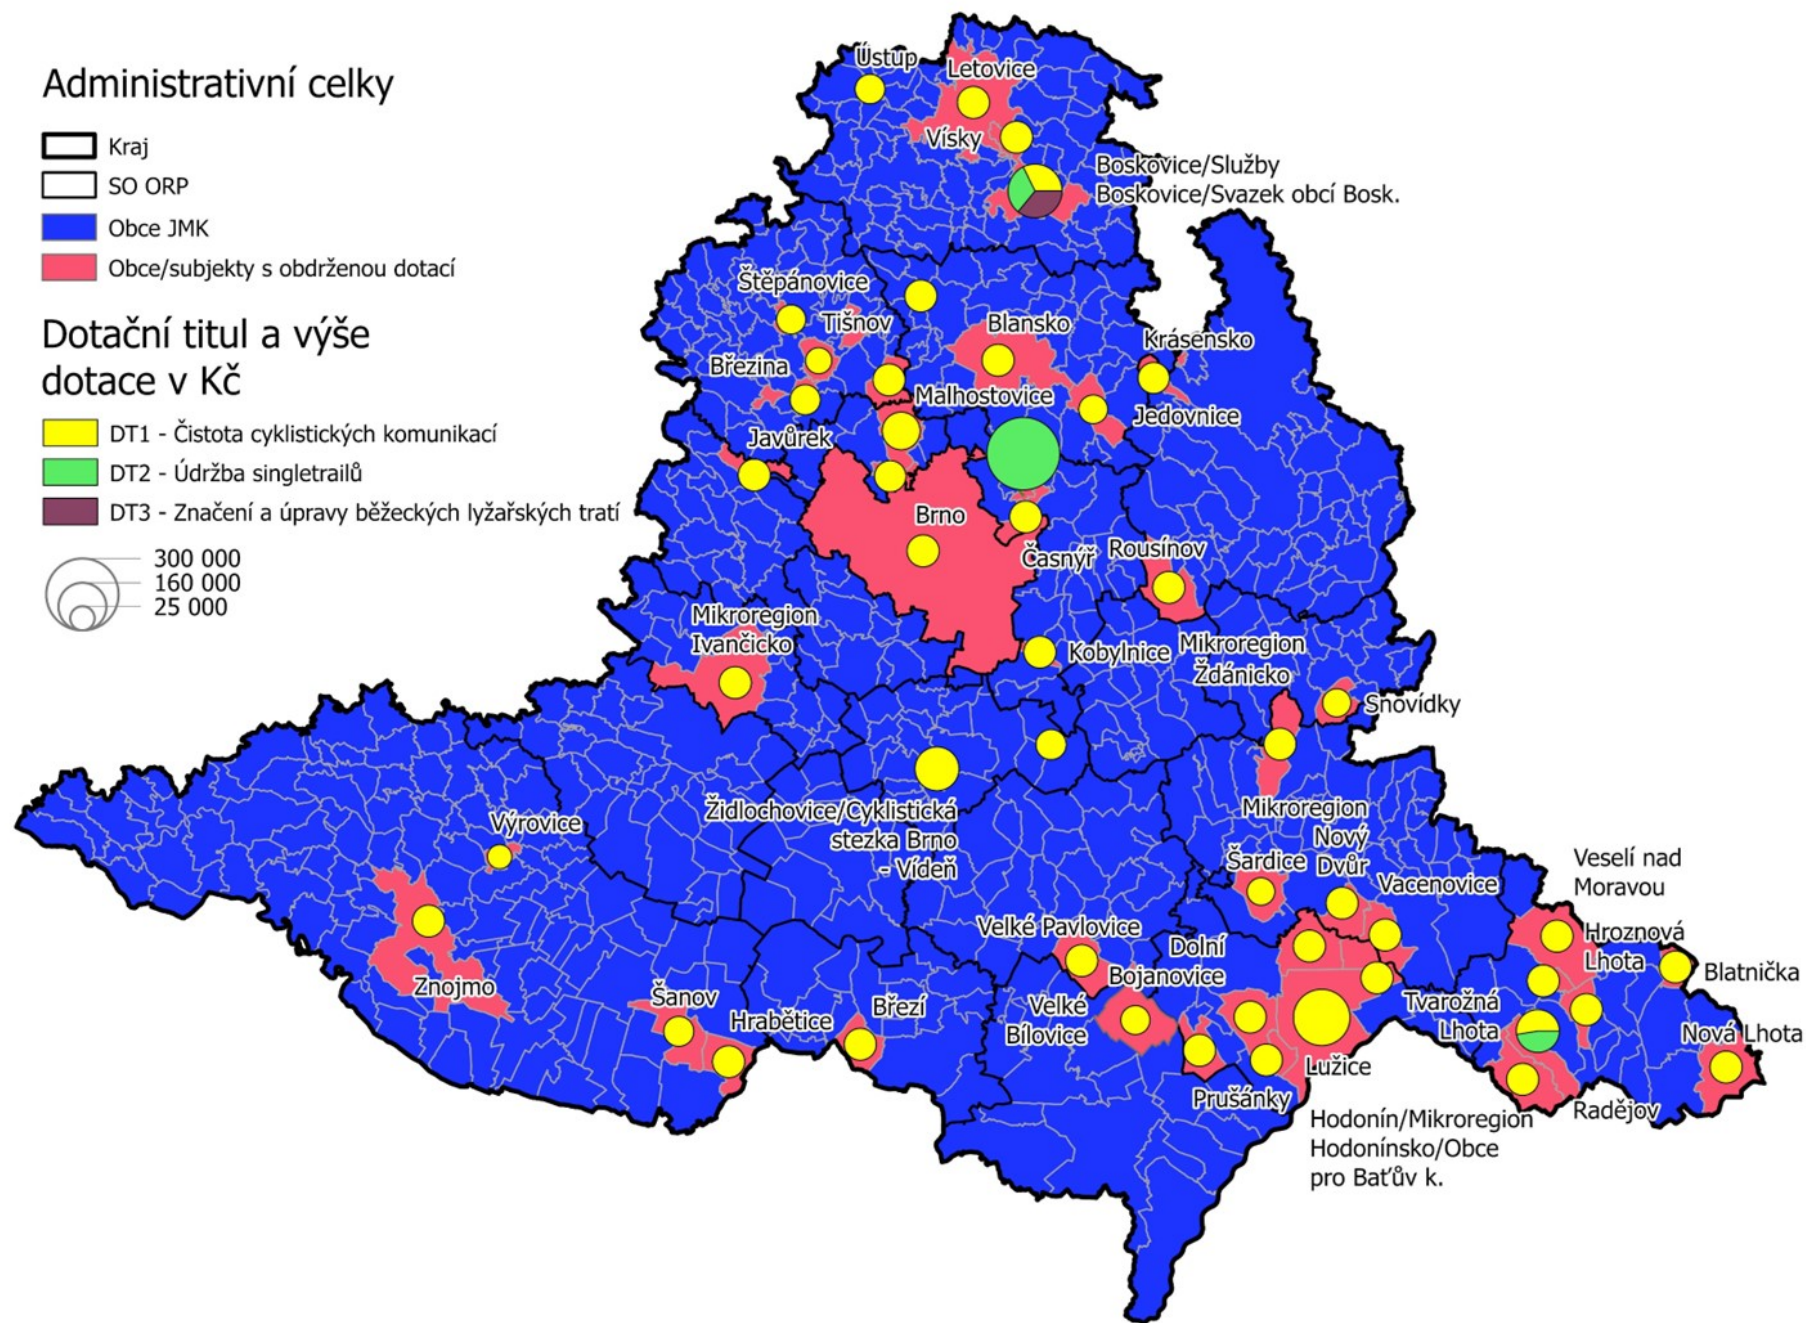 Administrativní celky
Kraj
SO ORP
Obce JMK
Obce/subjekty s obdrženou dotací
Dotační titul a výše
dotace v Kč
DT1 - Čistota cyklistických komunikací
DT2 - Údržba singletrailů
DT3 - Značení a úpravy běžeckých lyžařských tratí
300 000
160 000
25 000
Ústup
Letovice
Vísky
Boskovice/Služby
Boskovice/Svazek obcí Bosk.
Štěpánovice
Tišnov
Blansko
Krásensko
Březina
Malhostovice
Jedovnice
Javůrek
Brno
Časnýř
Rousínov
Mikroregion
Ivančicko
Kobylnice
Mikroregion
Ždánicko
Snovídky
Židlochovice/Cyklistická
stezka Brno
- Vídeň
Výrovice
Mikroregion
Nový
Dvůr
Šardice
Vacenovice
Veselí nad
Moravou
Velké Pavlovice
Dolní
Bojanovice
Hroznová
Lhota
Blatnička
Znojmo
Šanov
Hrabětice
Březí
Velké
Bílovice
Tvarožná
Lhota
Nová Lhota
Lužice
Prušánky
Radějov
Hodonín/Mikroregion
Hodonínsko/Obce
pro Baťův k.